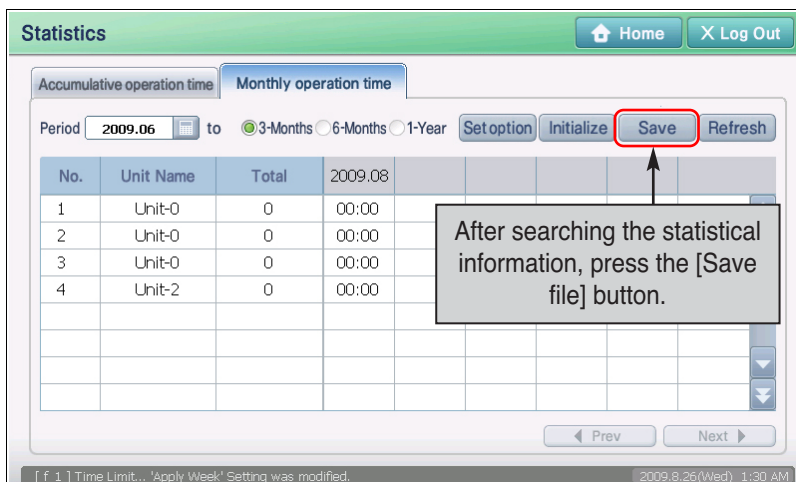 Statistics
Home
X Log Out
Accumulative operation time
Monthly operation time
Period 2009.06 to 3-Months 6-Months 1-Year Set option Initialize Save Refresh
No. Unit Name Total 2009.08
1 Unit-0 0 00:00
2 Unit-0 0 00:00
3 Unit-0 0 00:00
4 Unit-2 0 00:00
After searching the statistical
information, press the [Save
file] button.
Prev
Next
[ f 1 ] Time Limit... 'Apply Week' Setting was modified.
2009.8.26(Wed) 1:30 AM